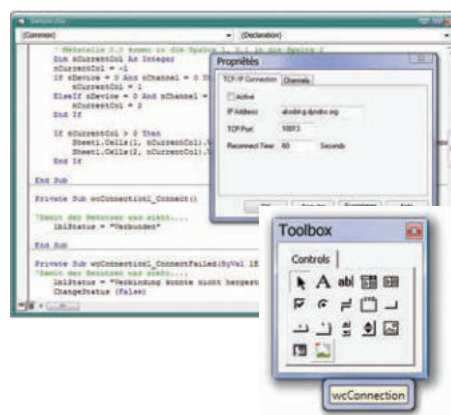 (Common)
(Declaration)
' Meßstelle 0.0 kommt in die Spalte 1, 0.1 in die Spalte 2
Dim nCurrentCol As Integer
nCurrentCol = -1
If nDevice = 0 And nChannel = 0
nCurrentCol = 1
ElseIf nDevice = 0 And nChannel =
nCurrentCol = 2
End If
If nCurrentCol > 0 Then
Sheet1.Cells(1, nCurrentCol).
Sheet1.Cells(2, nCurrentCol).
End If
End Sub
Private Sub wcConnection1_Connect()
'Damit der Benutzer was sieht....
lblStatus = "Verbunden"
End Sub
Private Sub wcConnection1_ConnectFailed(ByVal
'Damit der Benutzer was sieht....
lblStatus = "Verbindung konnte nicht
ChangeStatus (False)
Propriétés
TCP-IP Connection
Channels
Active
IP Address
TCP Port
Reconnect Time
60
Seconds
Toolbox
Controls
A
abl
wcConnection